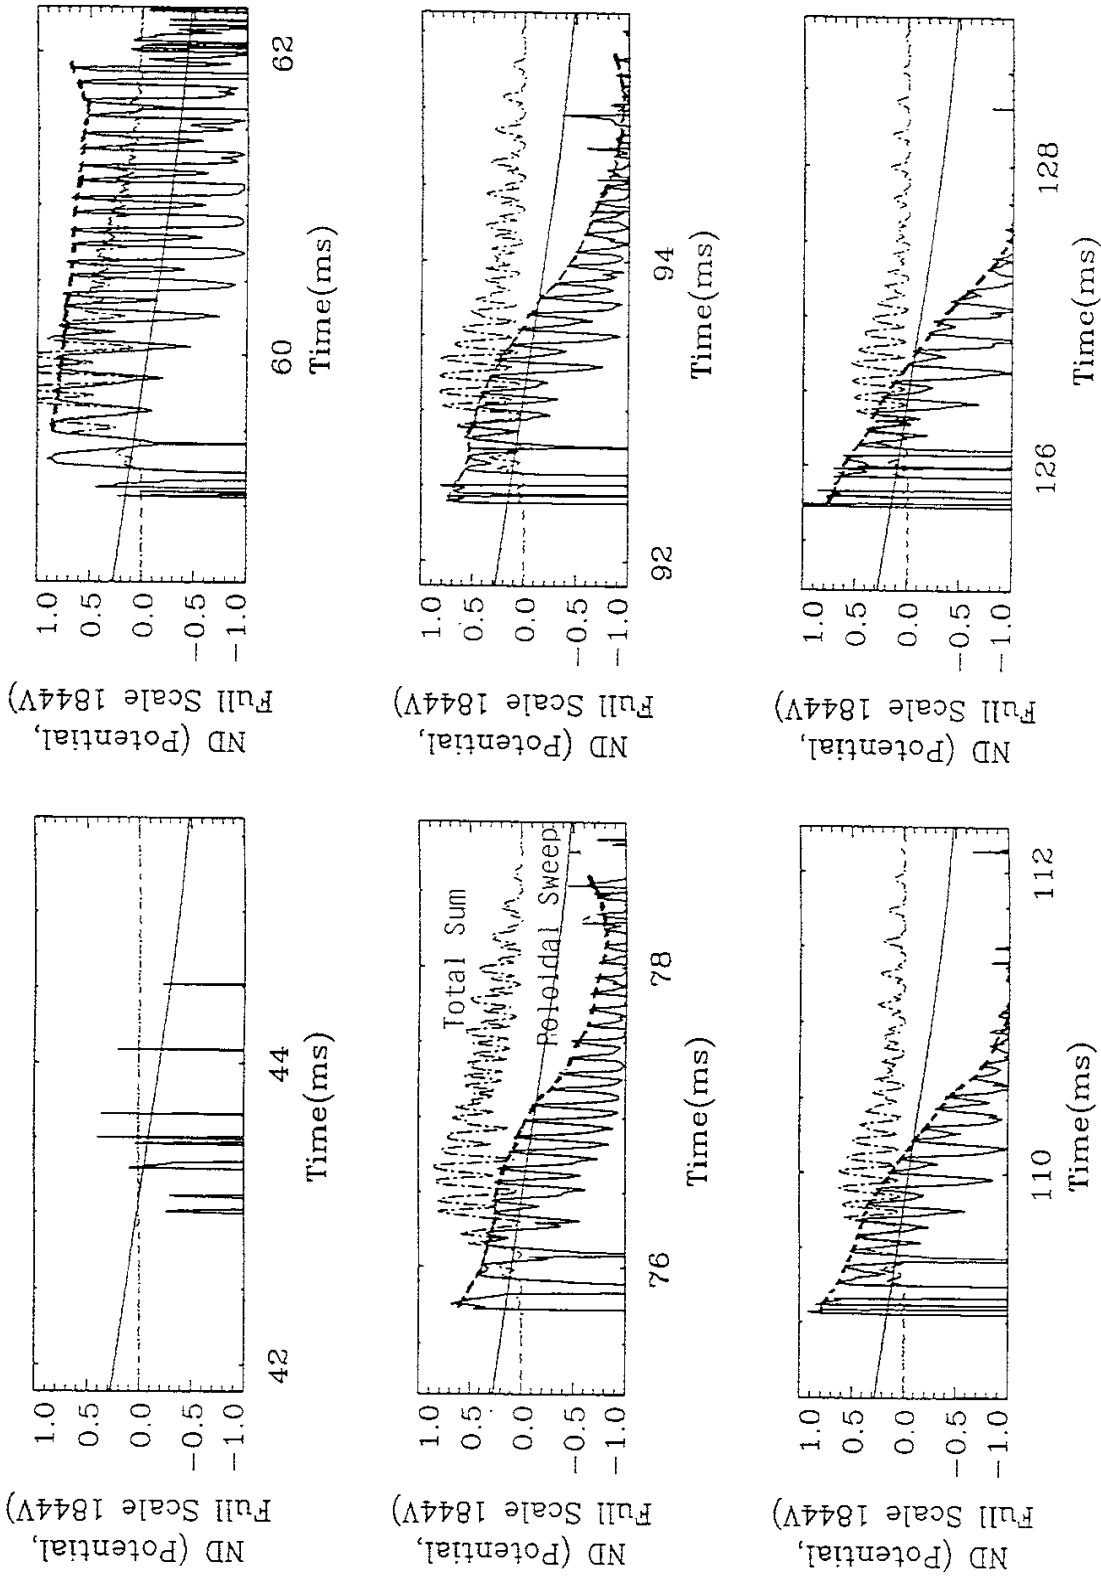 ND (Potential,
Full Scale 1844V)
1.0
0.5
0.0
−0.5
−1.0
42
44
Time(ms)
ND (Potential,
Full Scale 1844V)
1.0
0.5
0.0
−0.5
−1.0
60
62
Time(ms)
ND (Potential,
Full Scale 1844V)
1.0
0.5
0.0
−0.5
−1.0
Total Sum
Poloidal Sweep
76
78
Time(ms)
ND (Potential,
Full Scale 1844V)
1.0
0.5
0.0
−0.5
−1.0
92
94
Time(ms)
ND (Potential,
Full Scale 1844V)
1.0
0.5
0.0
−0.5
−1.0
110
112
Time(ms)
ND (Potential,
Full Scale 1844V)
1.0
0.5
0.0
−0.5
−1.0
126
128
Time(ms)